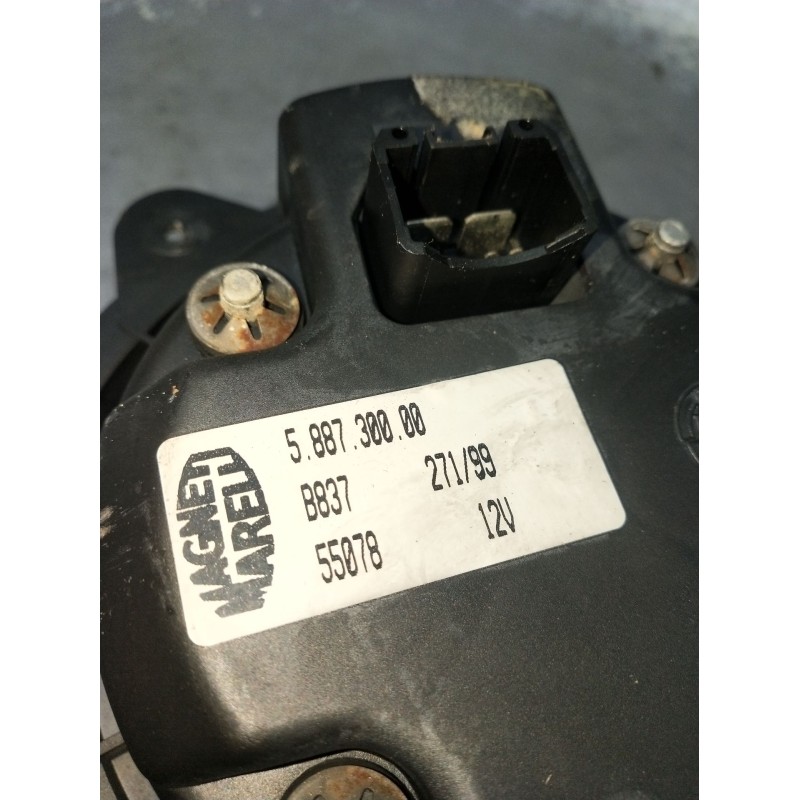 MAGNETI
MARELLI
5.887.300.00
B837 271/99
55078 12V